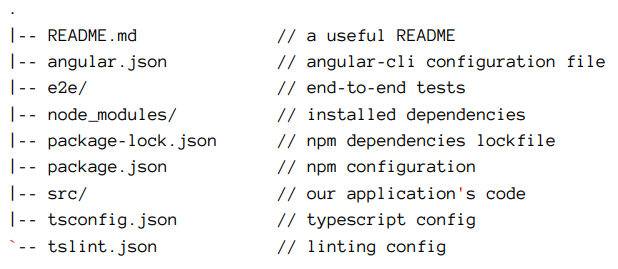 .
|-- README.md              // a useful README
|-- angular.json           // angular-cli configuration file
|-- e2e/                   // end-to-end tests
|-- node_modules/          // installed dependencies
|-- package-lock.json      // npm dependencies lockfile
|-- package.json           // npm configuration
|-- src/                   // our application's code
|-- tsconfig.json          // typescript config
`-- tslint.json            // linting config